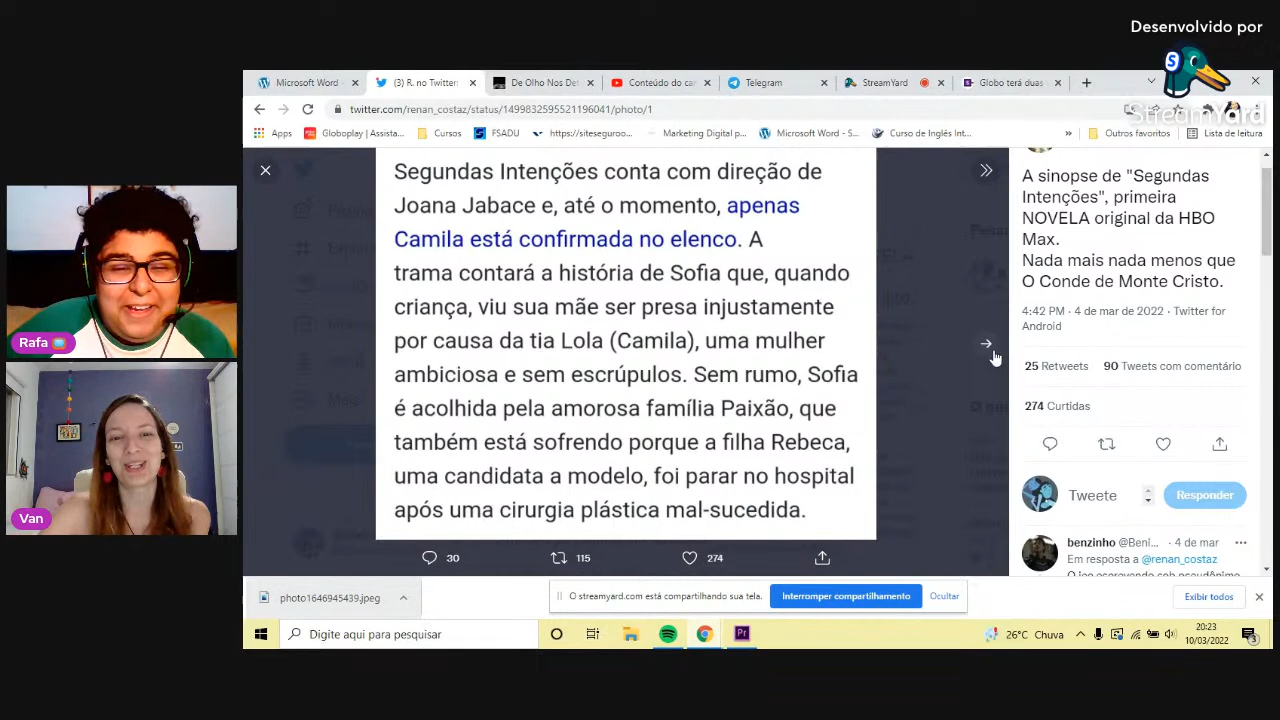 Desenvolvido por
StreamYard
Microsoft Word -
(3) R. no Twitter:
De Olho Nos Det
Conteúdo do car
Telegram
StreamYard
Globo terá duas
twitter.com/renan_costaz/status/1499832595521196041/photo/1
Apps
Globoplay | Assista...
Cursos
FSADU
https://siteseguroo...
Marketing Digital p...
Microsoft Word - S...
Curso de Inglês Int...
»
Outros favoritos
Lista de leitura
Segundas Intenções conta com direção de
Joana Jabace e, até o momento, apenas
Camila está confirmada no elenco. A
trama contará a história de Sofia que, quando
criança, viu sua mãe ser presa injustamente
por causa da tia Lola (Camila), uma mulher
ambiciosa e sem escrúpulos. Sem rumo, Sofia
é acolhida pela amorosa família Paixão, que
também está sofrendo porque a filha Rebeca,
uma candidata a modelo, foi parar no hospital
após uma cirurgia plástica mal-sucedida.
30 115 274
A sinopse de "Segundas
Intenções", primeira
NOVELA original da HBO
Max.
Nada mais nada menos que
O Conde de Monte Cristo.
4:42 PM · 4 de mar de 2022 · Twitter for
Android
25 Retweets 90 Tweets com comentário
274 Curtidas
Tweete
Responder
benzinho @Benl... · 4 de mar
Em resposta a @renan_costaz
Rafa
Van
photo1646945439.jpeg
O streamyard.com está compartilhando sua tela.
Interromper compartilhamento
Ocultar
Exibir todos
Digite aqui para pesquisar
Pr
26°C Chuva
20:23
10/03/2022
3